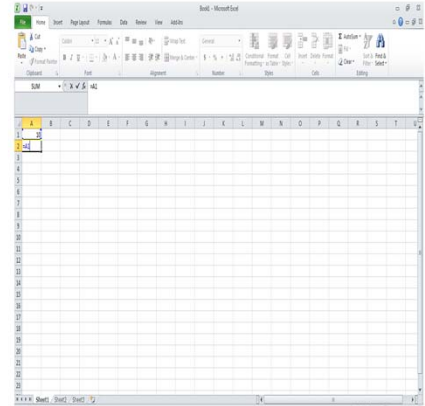 Book1 - Microsoft Excel
File Home Insert Page Layout Formulas Data Review View Add-Ins
Cut
Copy
Format Painter
Paste
Clipboard
Calibri 11
B I U
Font
Wrap Text
Merge & Center
Alignment
General
Number
Conditional Formatting
Format as Table
Cell Styles
Styles
Insert Delete Format
Cells
AutoSum
Fill
Clear
Sort & Filter
Find & Select
Editing
SUM =A1
A B C D E F G H I J K L M N O P Q R S T U
1
2 =A1
3
4
5
6
7
8
9
10
11
12
13
14
15
16
17
18
19
20
21
22
23
Sheet1 Sheet2 Sheet3